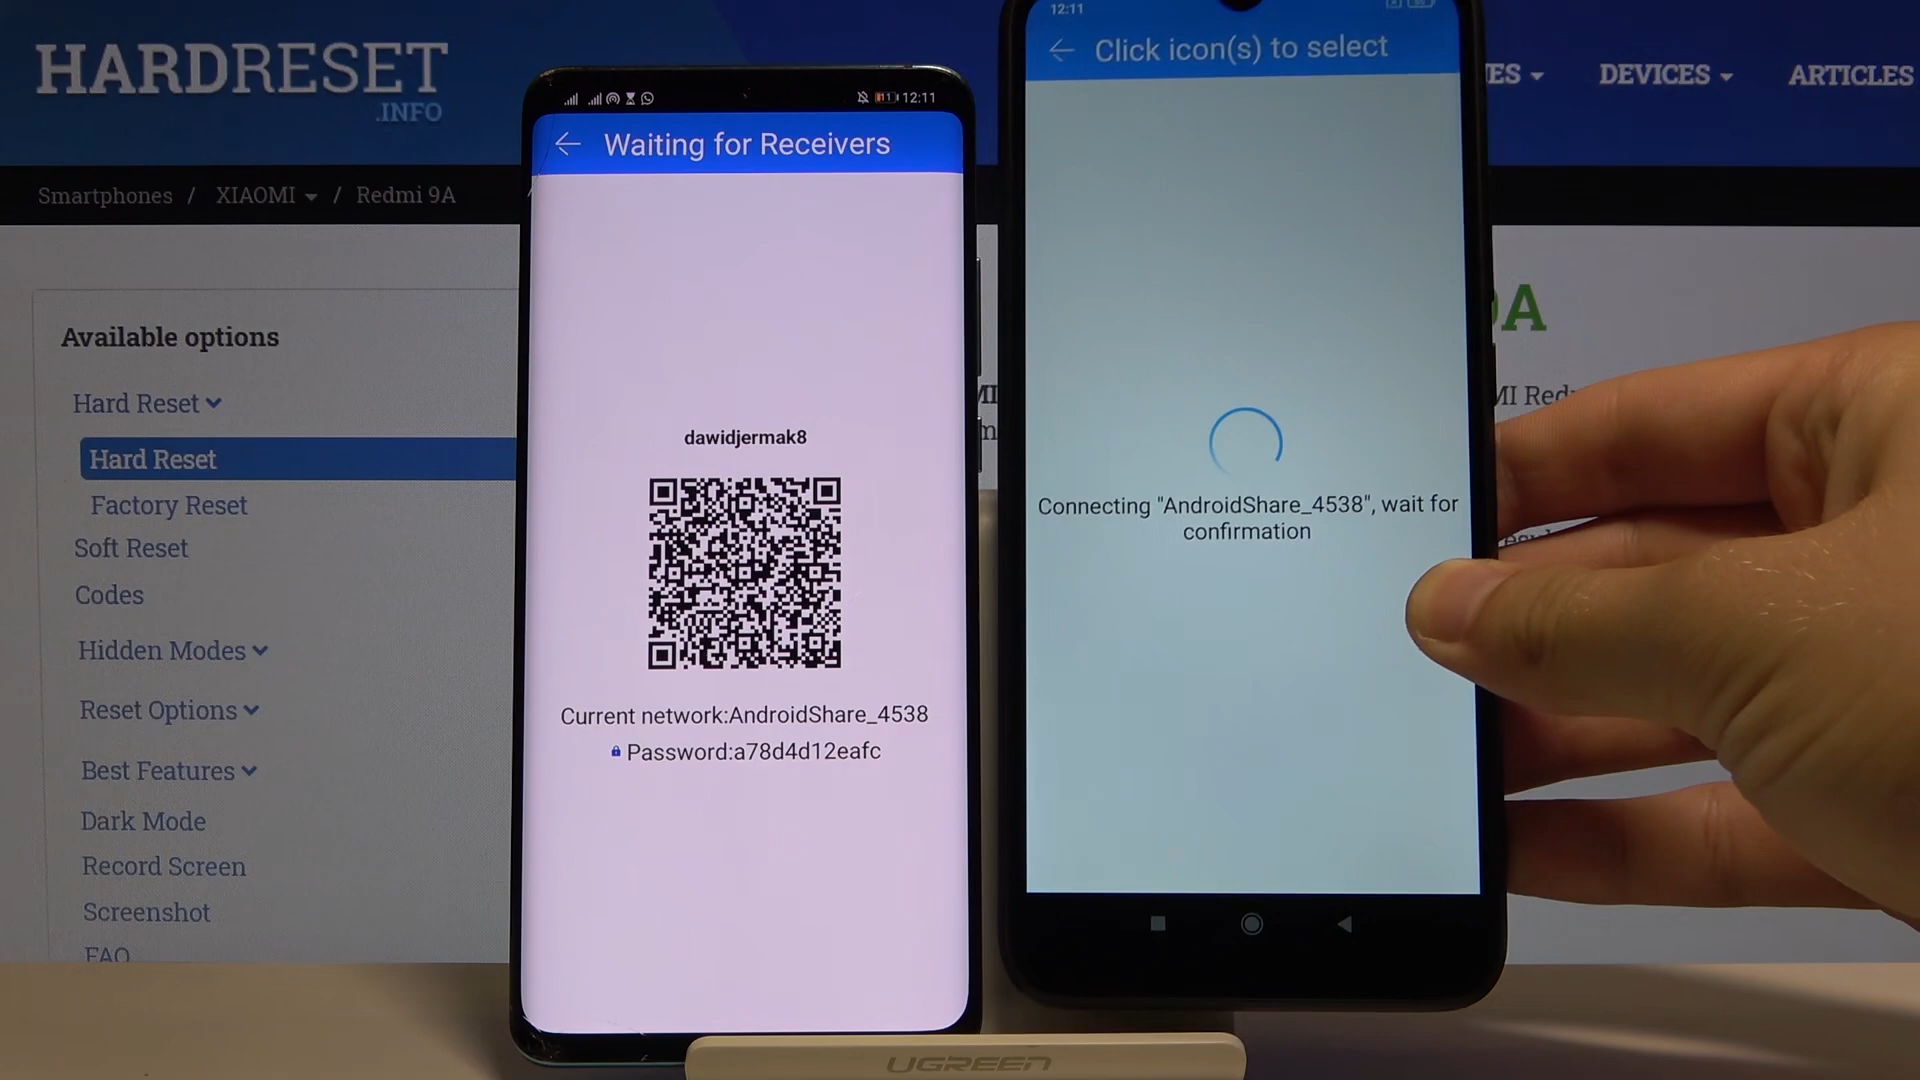 HARDRESET
.INFO
DEVICES
ARTICLES
Smartphones / XIAOMI / Redmi 9A
Available options
Hard Reset
Hard Reset
Factory Reset
Soft Reset
Codes
Hidden Modes
Reset Options
Best Features
Dark Mode
Record Screen
Screenshot
FAQ
11
12:11
Waiting for Receivers
dawidjermak8
Current network:AndroidShare_4538
Password:a78d4d12eafc
12:11
Click icon(s) to select
Connecting "AndroidShare_4538", wait for
confirmation
UGREEN